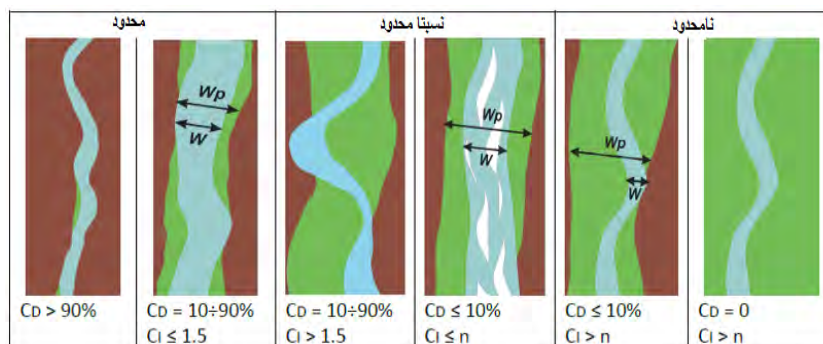 نامحدود نسبتا محدود محدود
Wp
W
Wp
W
Wp
W
CD > 90%
CD = 10÷90%
CI ≤ 1.5
CD = 10÷90%
CI > 1.5
CD ≤ 10%
CI ≤ n
CD ≤ 10%
CI > n
CD = 0
CI > n